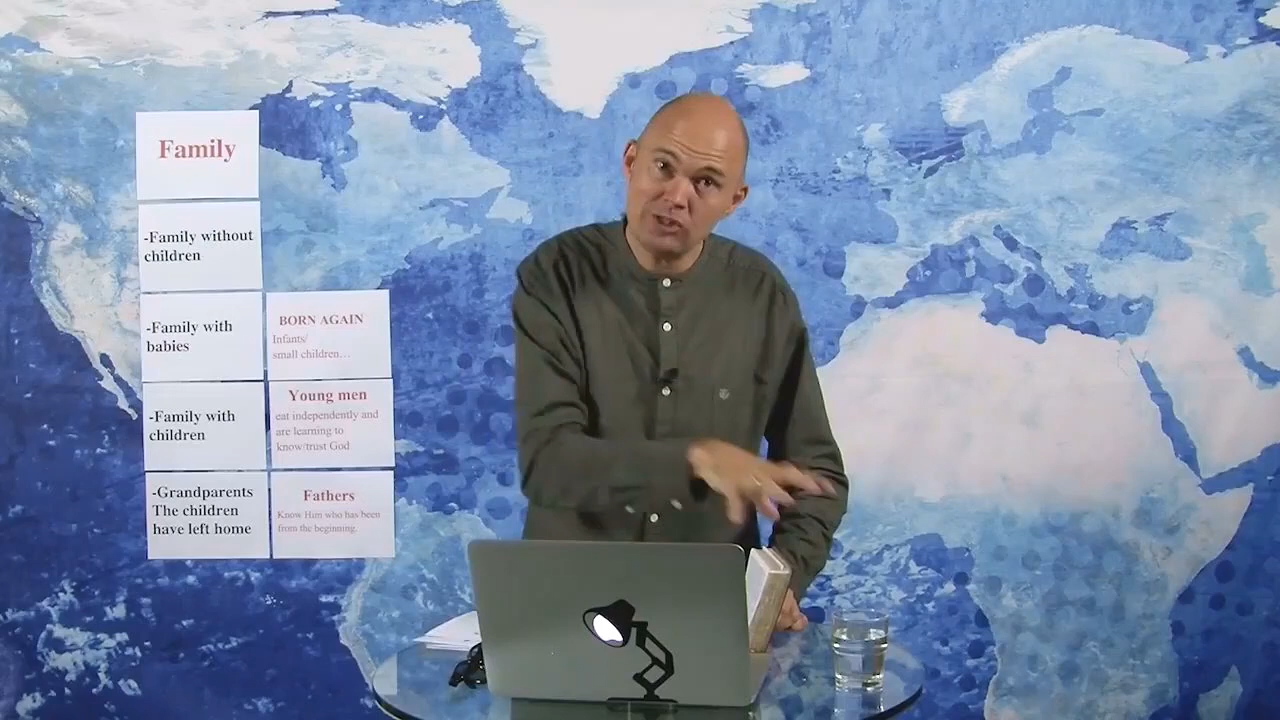 Family
-Family without
children
-Family with
babies
BORN AGAIN
Infants/
small children…
-Family with
children
Young men
eat independently and
are learning to
know/trust God
-Grandparents
The children
have left home
Fathers
Know Him who has been
from the beginning.